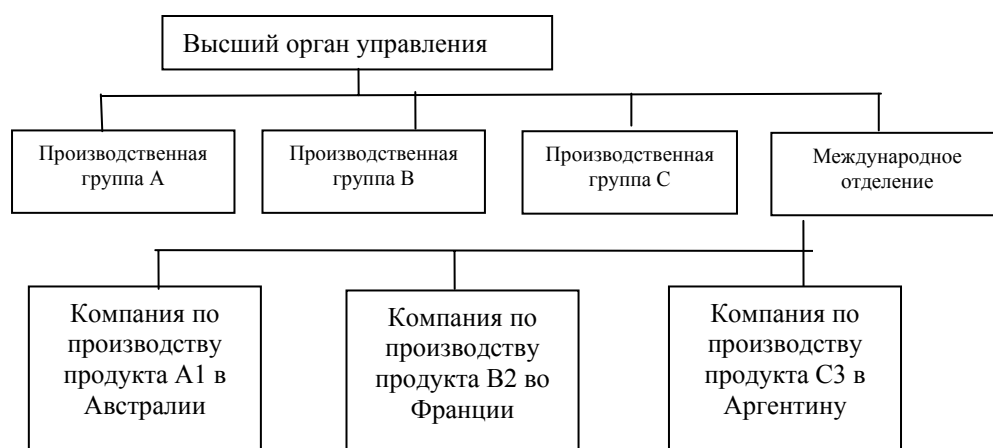 Высший орган управления
Производственная
группа А
Производственная
группа В
Производственная
группа С
Международное
отделение
Компания по
производству
продукта А1 в
Австралии
Компания по
производству
продукта В2 во
Франции
Компания по
производству
продукта С3 в
Аргентину